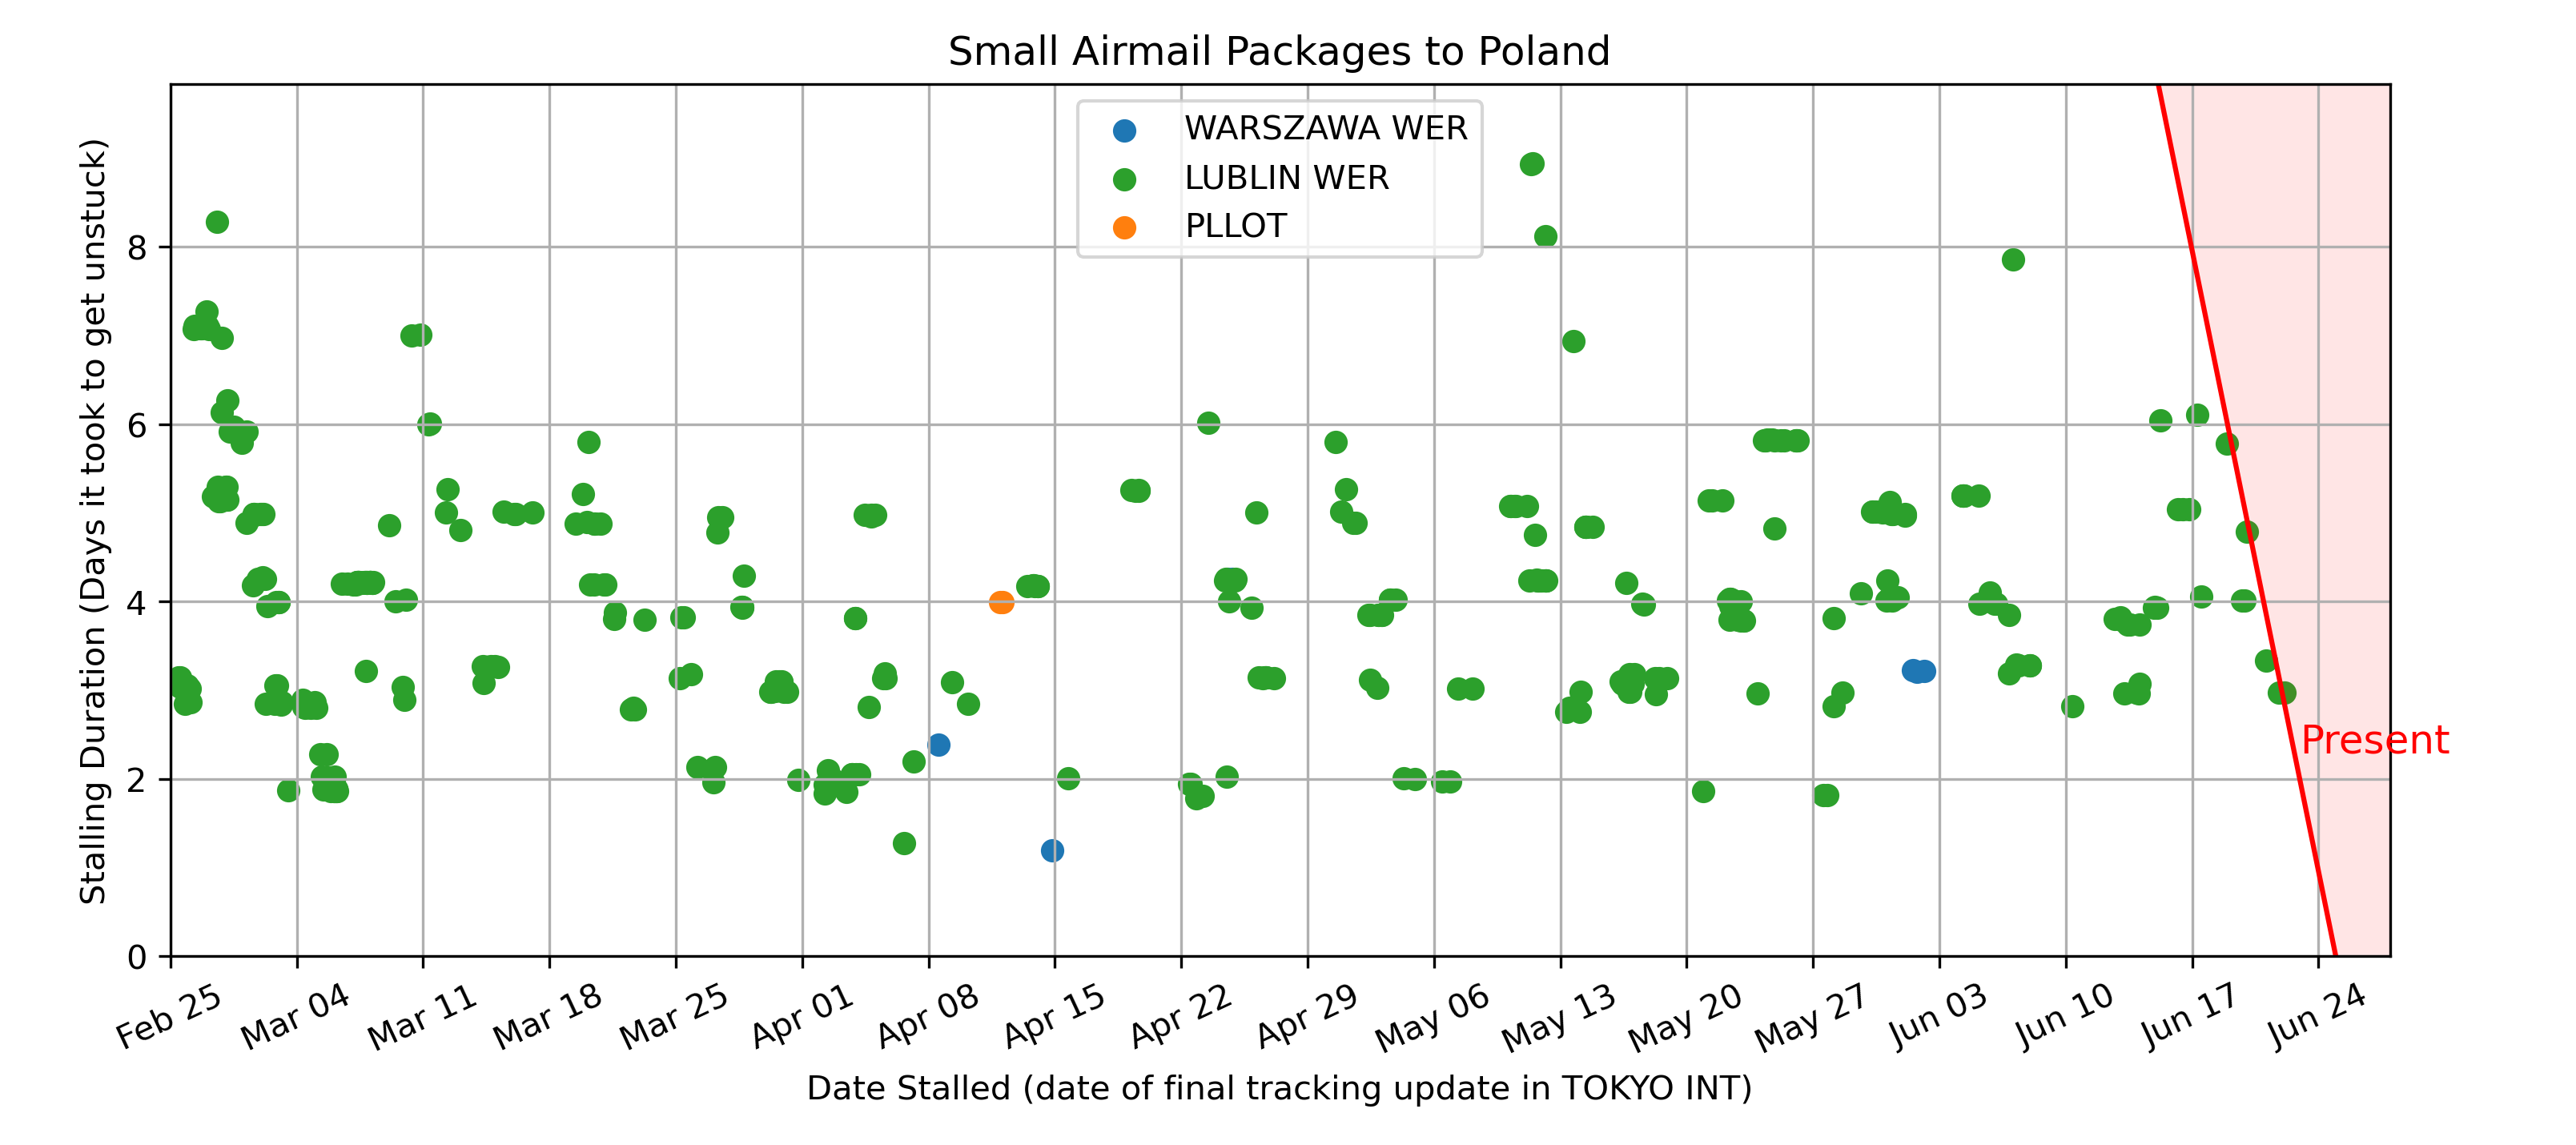 Small Airmail Packages to Poland
WARSZAWA WER
LUBLIN WER
PLLOT
Stalling Duration (Days it took to get unstuck)
8
6
4
2
0
Present
Feb 25 Mar 04 Mar 11 Mar 18 Mar 25 Apr 01 Apr 08 Apr 15 Apr 22 Apr 29 May 06 May 13 May 20 May 27 Jun 03 Jun 10 Jun 17 Jun 24
Date Stalled (date of final tracking update in TOKYO INT)